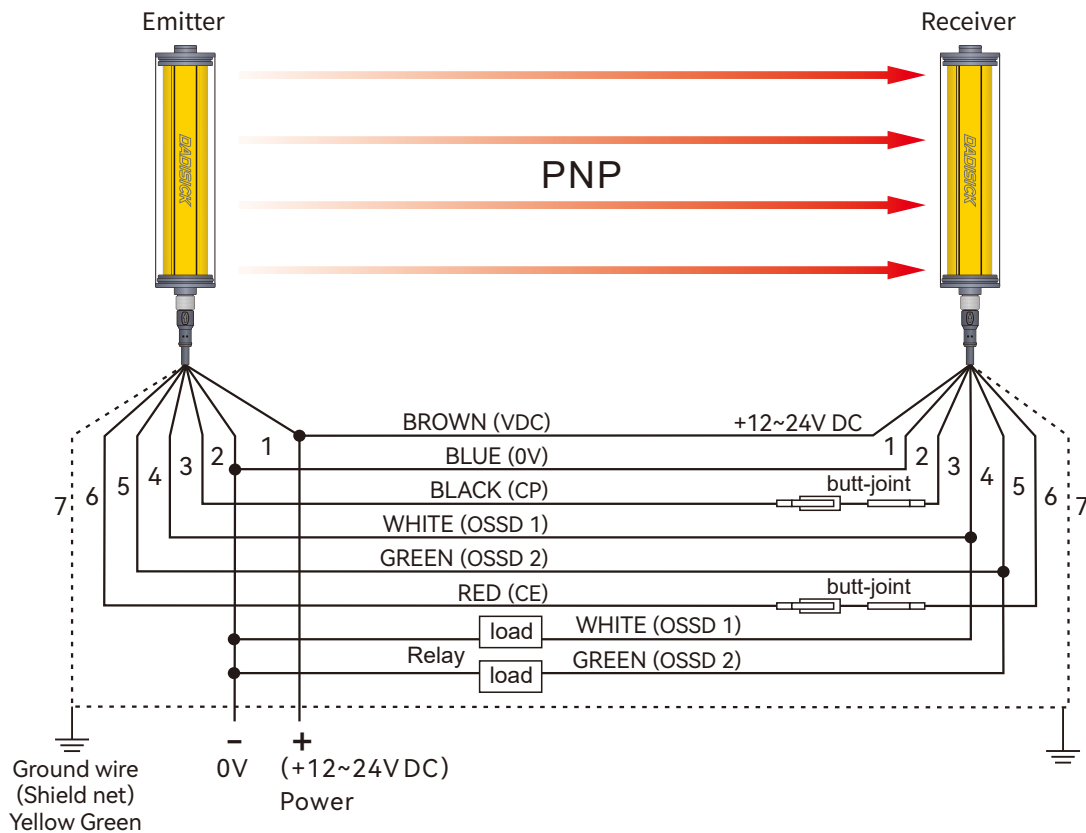 Emitter
Receiver
DADISICK
DADISICK
PNP
BROWN (VDC)
+12~24V DC
1
1
BLUE (0V)
2
2
BLACK (CP)
butt-joint
3
3
4
4
WHITE (OSSD 1)
5
5
6
6
7
7
GREEN (OSSD 2)
RED (CE)
butt-joint
load
WHITE (OSSD 1)
Relay
load
GREEN (OSSD 2)
- +
0V
(+12~24V DC)
Power
Ground wire
(Shield net)
Yellow Green